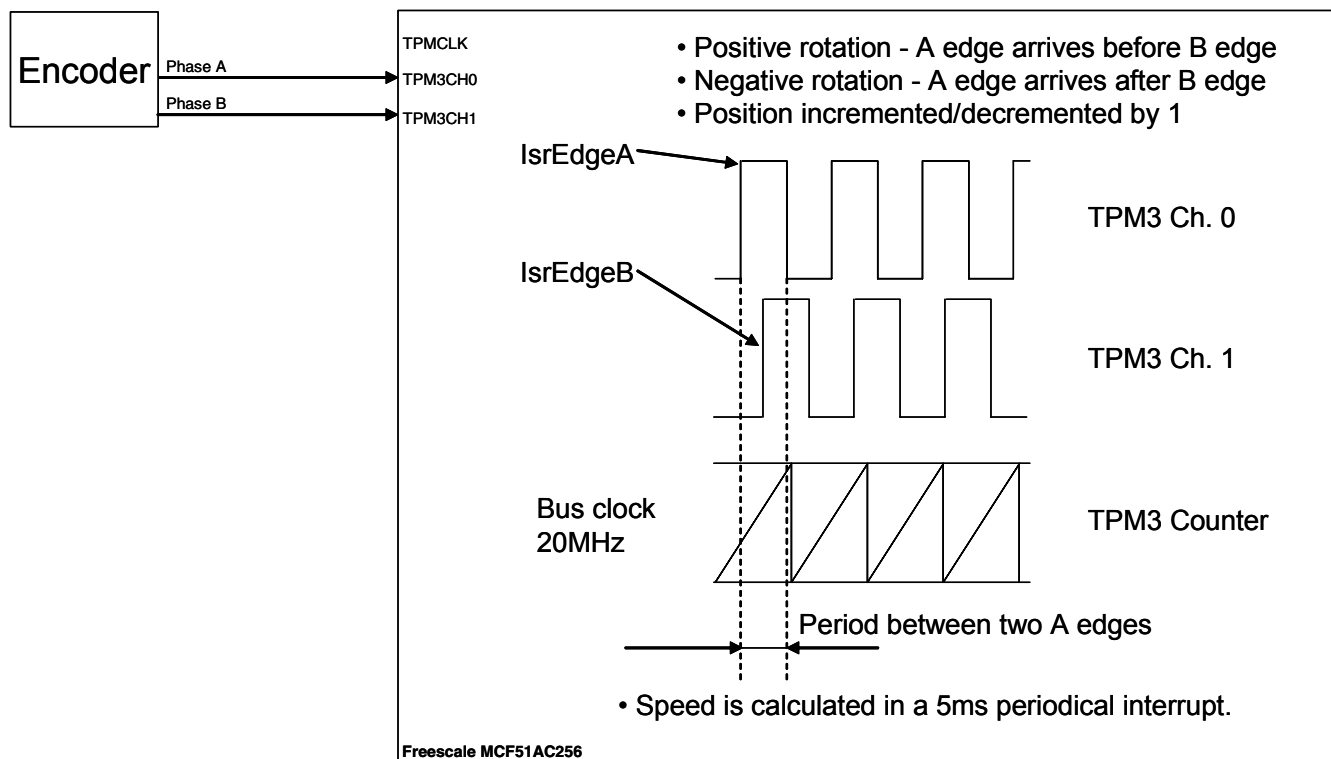 Encoder
Phase A
Phase B
TPMCLK
TPM3CH0
TPM3CH1
• Positive rotation - A edge arrives before B edge
• Negative rotation - A edge arrives after B edge
• Position incremented/decremented by 1
IsrEdgeA
TPM3 Ch. 0
IsrEdgeB
TPM3 Ch. 1
Bus clock
20MHz
TPM3 Counter
Period between two A edges
• Speed is calculated in a 5ms periodical interrupt.
Freescale MCF51AC256